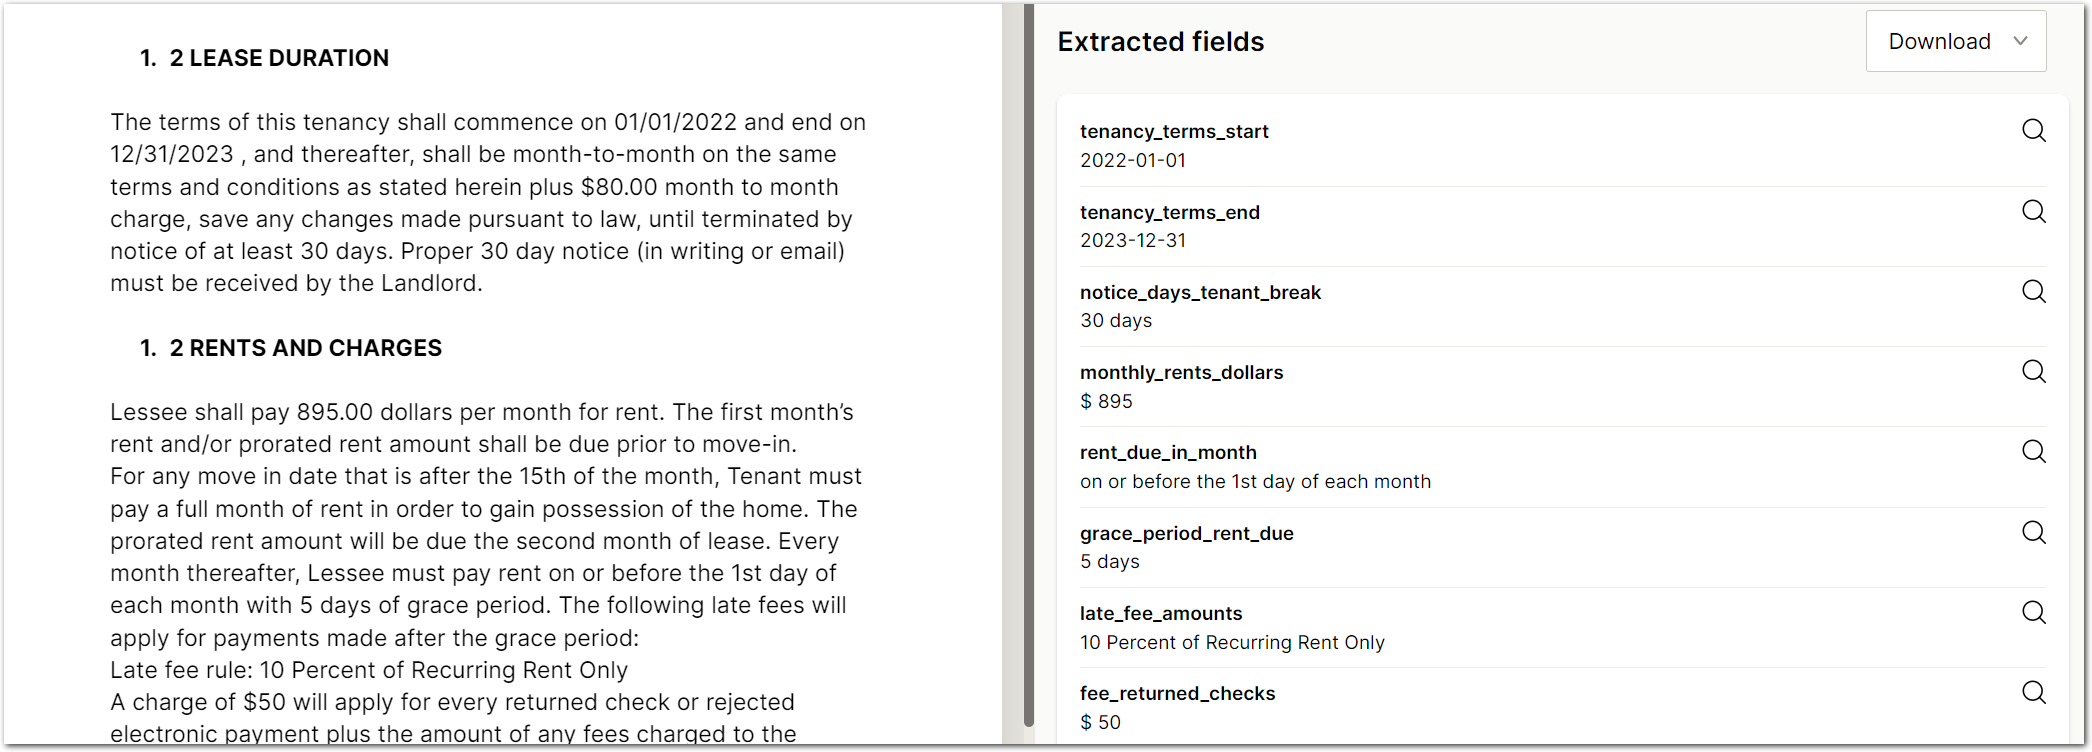 1. 2 LEASE DURATION
The terms of this tenancy shall commence on 01/01/2022 and end on
12/31/2023 , and thereafter, shall be month-to-month on the same
terms and conditions as stated herein plus $80.00 month to month
charge, save any changes made pursuant to law, until terminated by
notice of at least 30 days. Proper 30 day notice (in writing or email)
must be received by the Landlord.
1. 2 RENTS AND CHARGES
Lessee shall pay 895.00 dollars per month for rent. The first month’s
rent and/or prorated rent amount shall be due prior to move-in.
For any move in date that is after the 15th of the month, Tenant must
pay a full month of rent in order to gain possession of the home. The
prorated rent amount will be due the second month of lease. Every
month thereafter, Lessee must pay rent on or before the 1st day of
each month with 5 days of grace period. The following late fees will
apply for payments made after the grace period:
Late fee rule: 10 Percent of Recurring Rent Only
A charge of $50 will apply for every returned check or rejected
electronic payment plus the amount of any fees charged to the
Extracted fields
Download
tenancy_terms_start
2022-01-01
tenancy_terms_end
2023-12-31
notice_days_tenant_break
30 days
monthly_rents_dollars
$ 895
rent_due_in_month
on or before the 1st day of each month
grace_period_rent_due
5 days
late_fee_amounts
10 Percent of Recurring Rent Only
fee_returned_checks
$ 50